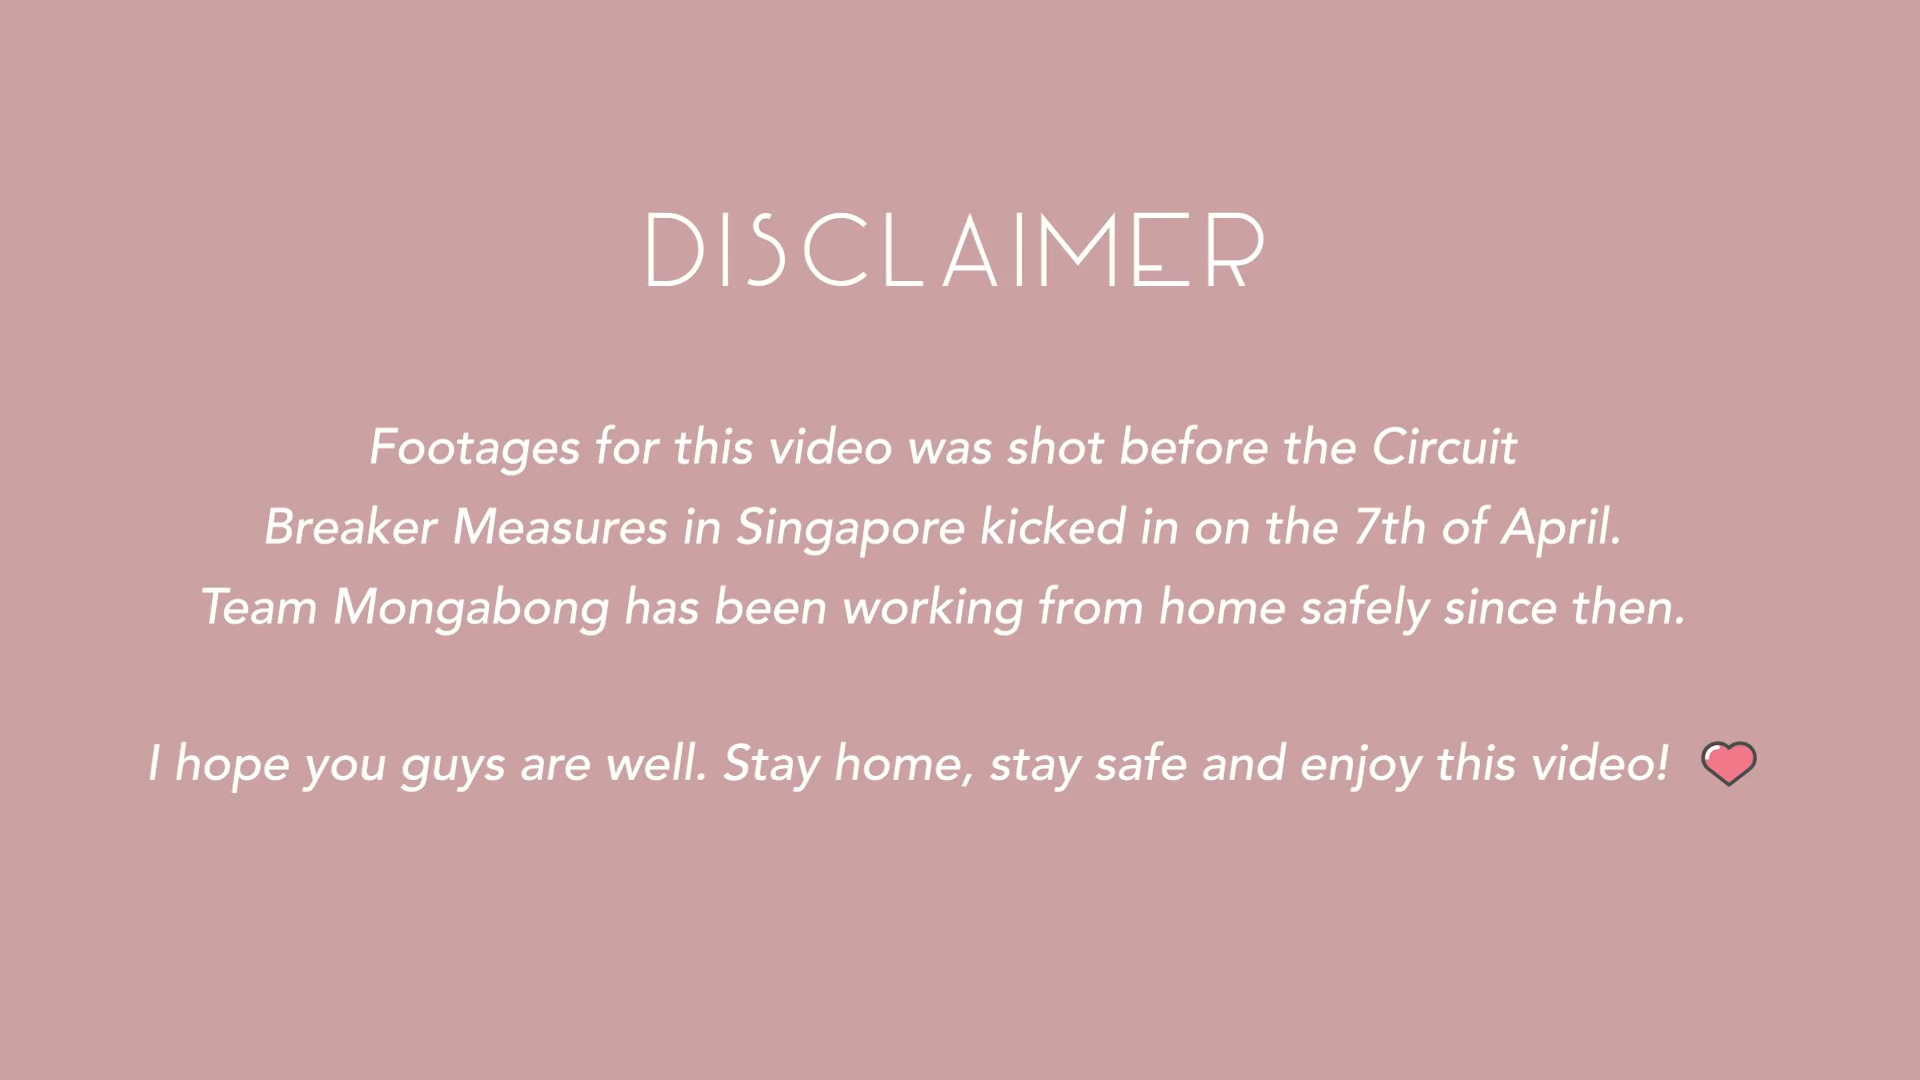 DISCLAIMER
Footages for this video was shot before the Circuit
Breaker Measures in Singapore kicked in on the 7th of April.
Team Mongabong has been working from home safely since then.
I hope you guys are well. Stay home, stay safe and enjoy this video!